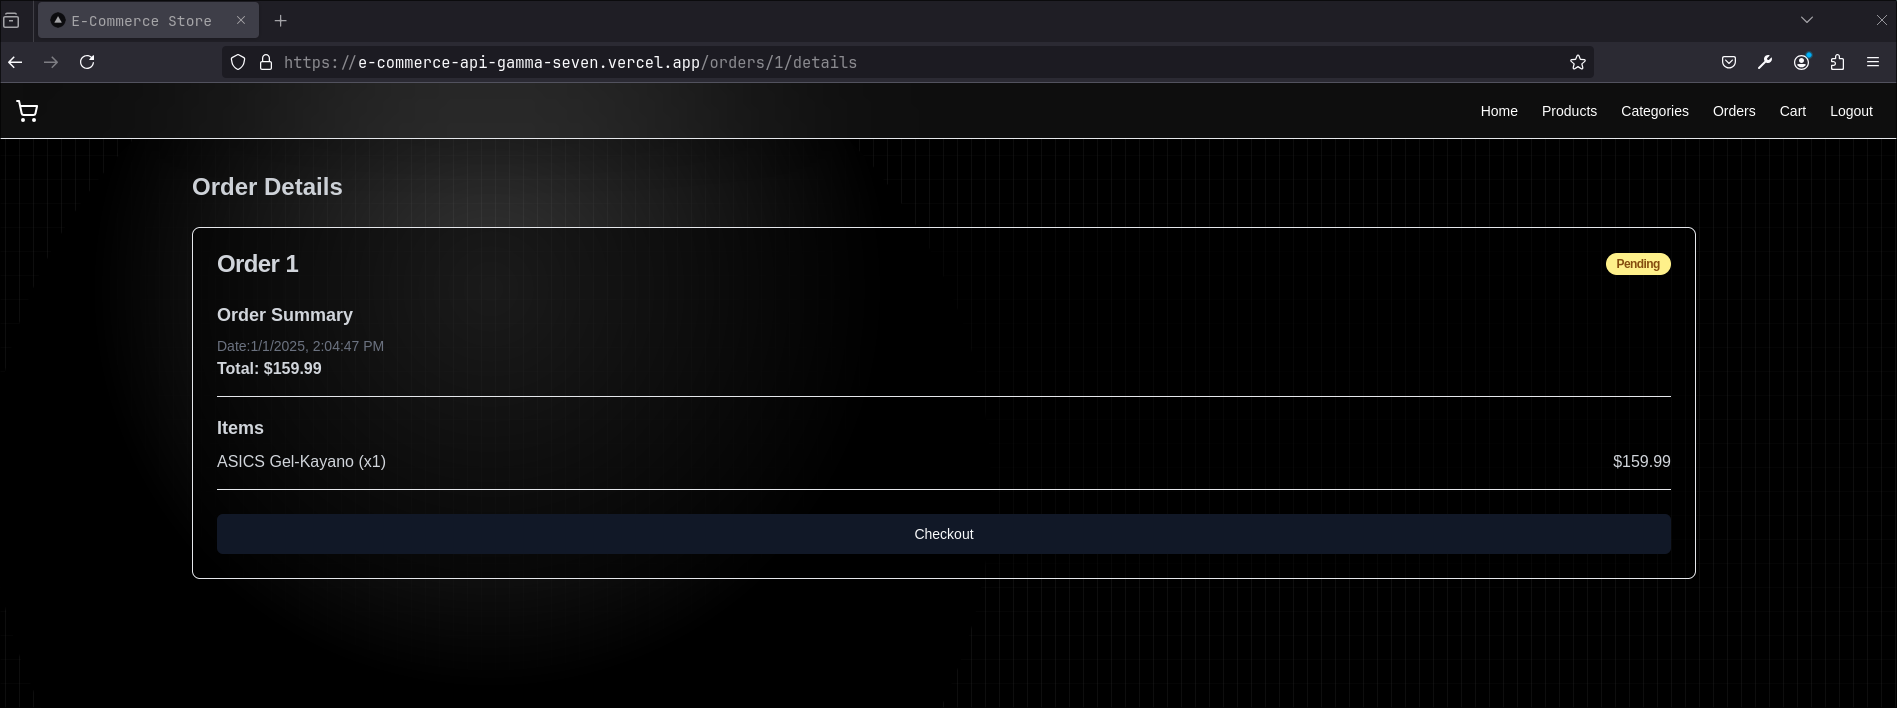 E-Commerce Store
https://e-commerce-api-gamma-seven.vercel.app/orders/1/details
Home Products Categories Orders Cart Logout
Order Details
Order 1 Pending
Order Summary
Date:1/1/2025, 2:04:47 PM
Total: $159.99
Items
ASICS Gel-Kayano (x1) $159.99
Checkout